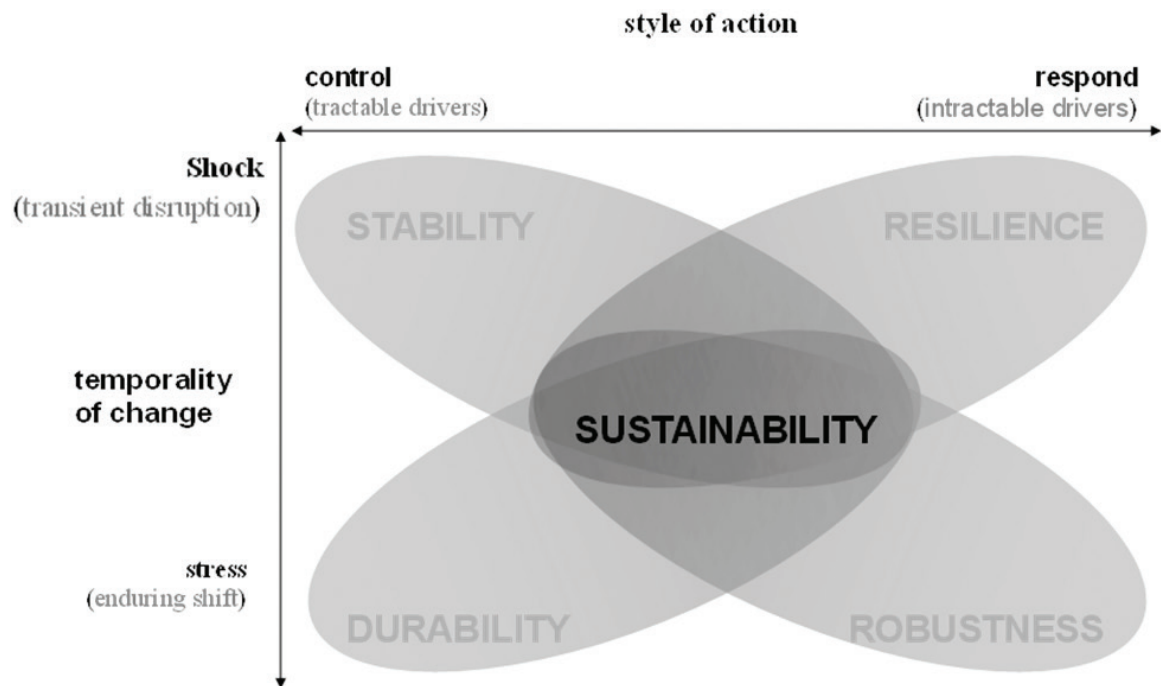 style of action
control
(tractable drivers)
respond
(intractable drivers)
Shock
(transient disruption)
STABILITY
RESILIENCE
temporality
of change
SUSTAINABILITY
stress
(enduring shift)
DURABILITY
ROBUSTNESS